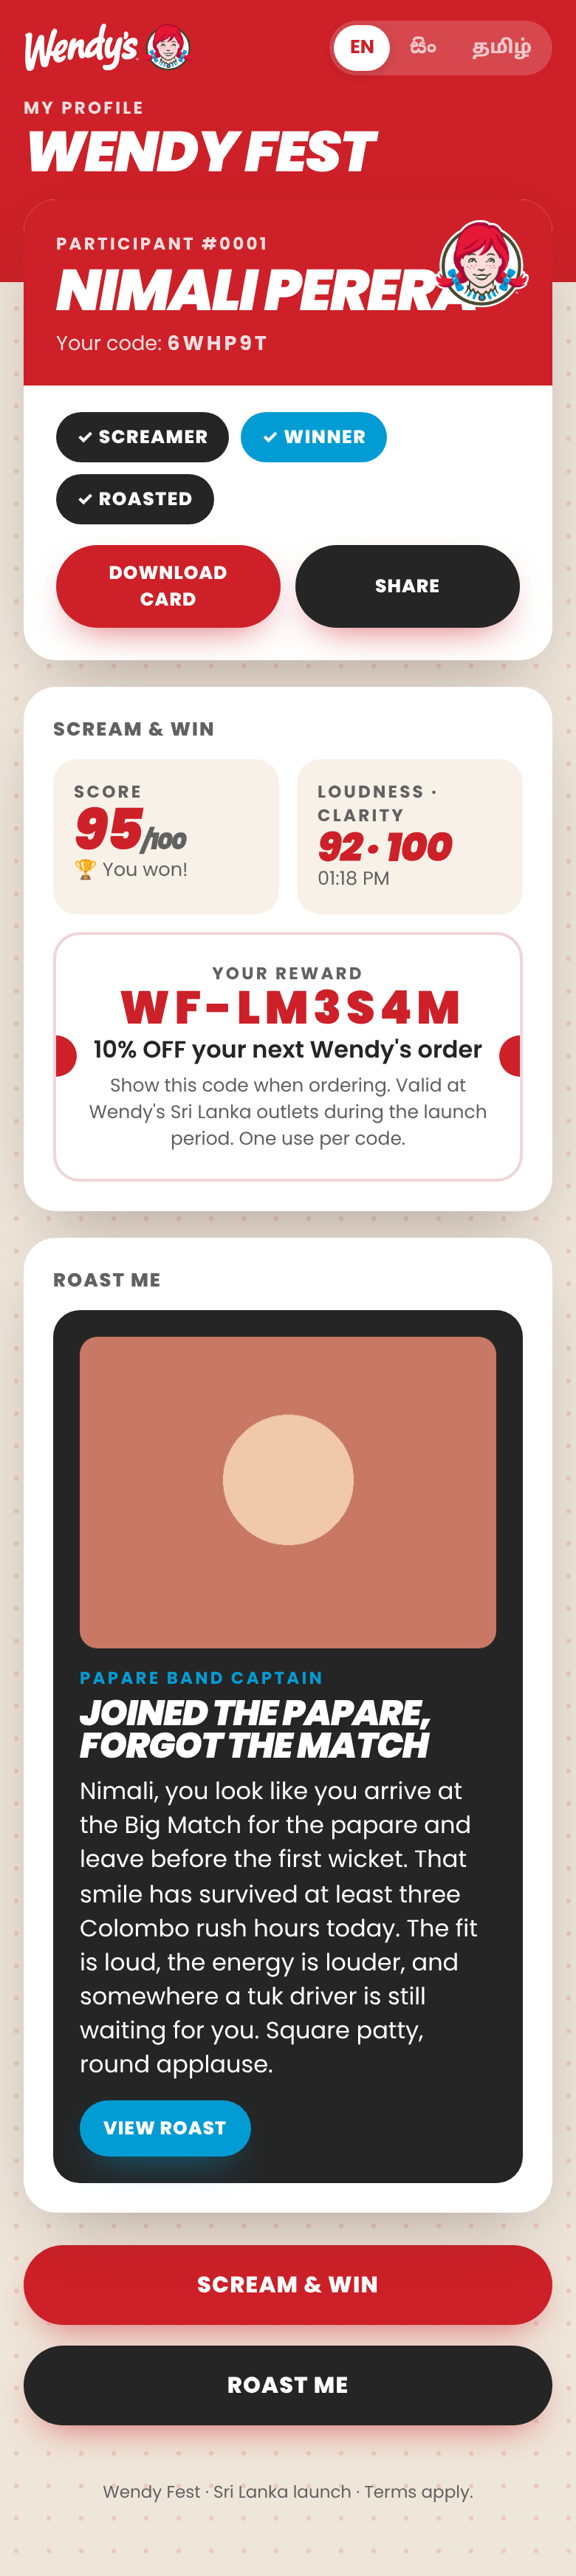 Wendy's
EN සිං தமிழ்
MY PROFILE
WENDY FEST
PARTICIPANT #0001
NIMALI PERERA
Your code: 6WHP9T
✓ SCREAMER ✓ WINNER
✓ ROASTED
DOWNLOAD
CARD
SHARE
SCREAM & WIN
SCORE
95/100
🏆 You won!
LOUDNESS ·
CLARITY
92 · 100
01:18 PM
YOUR REWARD
WF-LM3S4M
10% OFF your next Wendy's order
Show this code when ordering. Valid at
Wendy's Sri Lanka outlets during the launch
period. One use per code.
ROAST ME
PAPARE BAND CAPTAIN
JOINED THE PAPARE,
FORGOT THE MATCH
Nimali, you look like you arrive at
the Big Match for the papare and
leave before the first wicket. That
smile has survived at least three
Colombo rush hours today. The fit
is loud, the energy is louder, and
somewhere a tuk driver is still
waiting for you. Square patty,
round applause.
VIEW ROAST
SCREAM & WIN
ROAST ME
Wendy Fest · Sri Lanka launch · Terms apply.